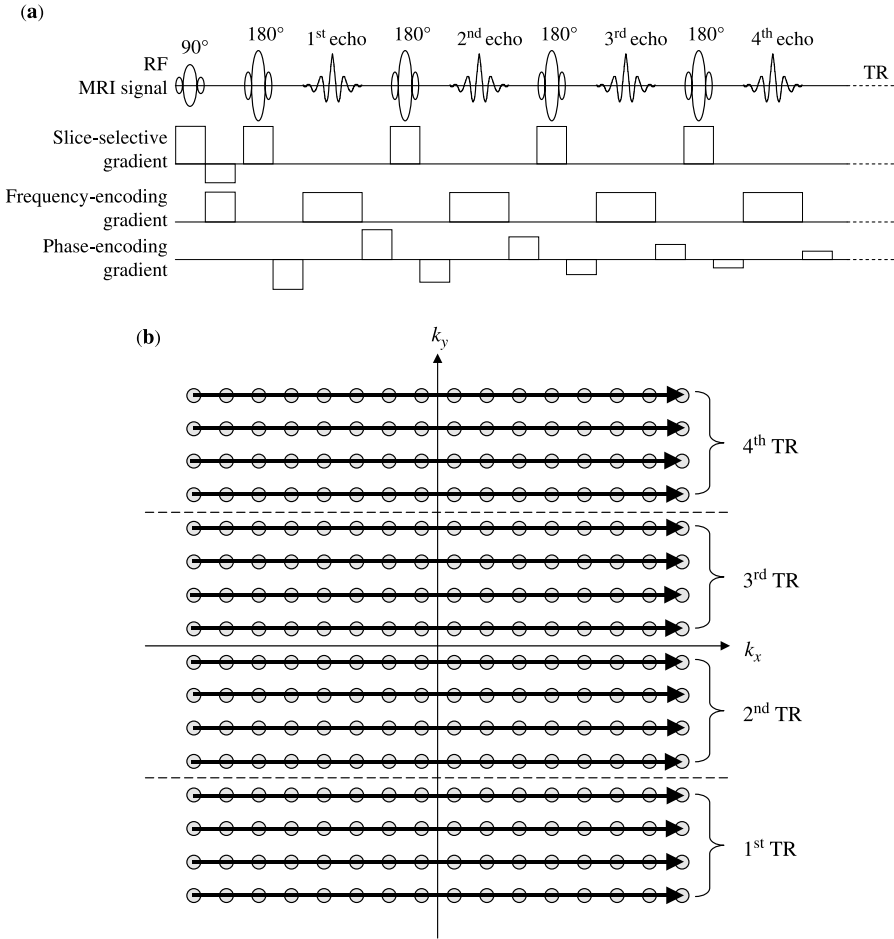 (a)
90° 180° 1st echo 180° 2nd echo 180° 3rd echo 180° 4th echo
RF
MRI signal
TR
Slice-selective
gradient
Frequency-encoding
gradient
Phase-encoding
gradient
(b)
ky
4th TR
3rd TR
kx
2nd TR
1st TR